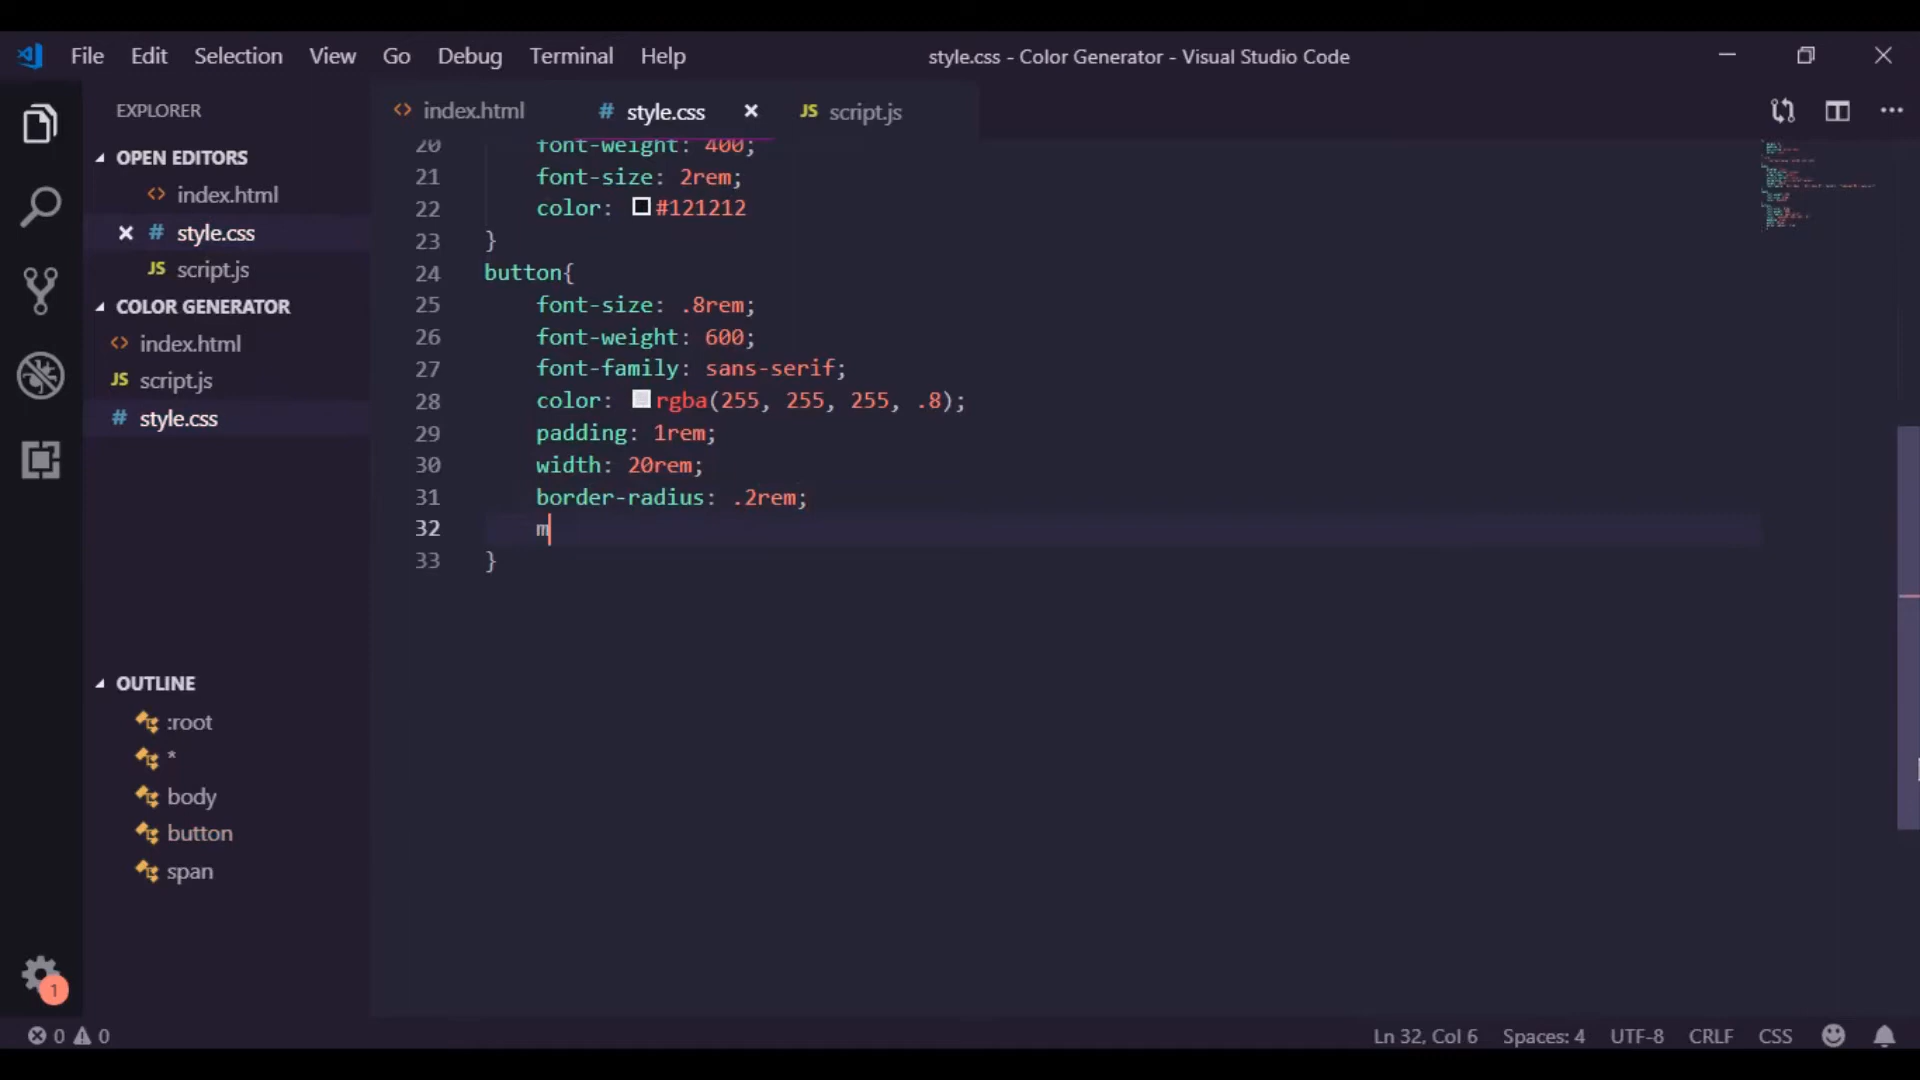 File Edit Selection View Go Debug Terminal Help
style.css - Color Generator - Visual Studio Code
EXPLORER
OPEN EDITORS
<> index.html
# style.css
JS script.js
COLOR GENERATOR
<> index.html
JS script.js
# style.css
OUTLINE
:root
*
body
button
span
1
<> index.html # style.css JS script.js
20 font-weight: 400;
21 font-size: 2rem;
22 color: #121212
23 }
24 button{
25 font-size: .8rem;
26 font-weight: 600;
27 font-family: sans-serif;
28 color: rgba(255, 255, 255, .8);
29 padding: 1rem;
30 width: 20rem;
31 border-radius: .2rem;
32 m
33 }
0 0
Ln 32, Col 6 Spaces: 4 UTF-8 CRLF CSS